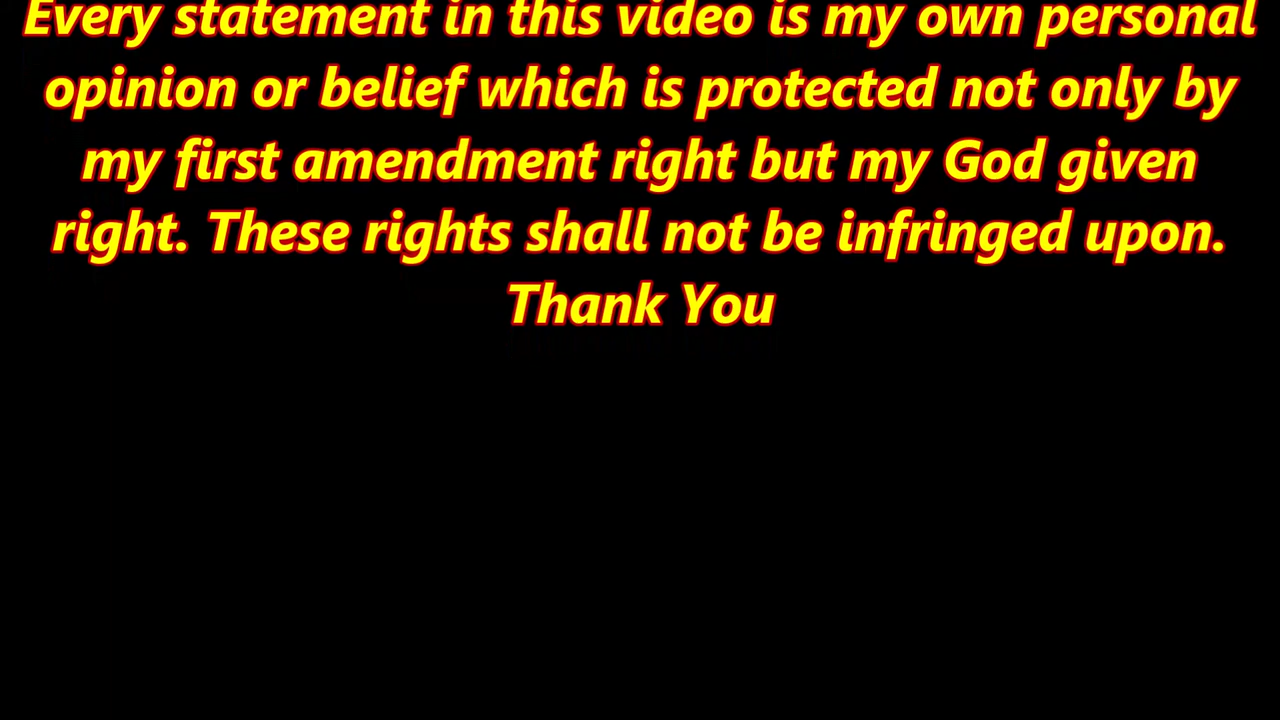 Every statement in this video is my own personal
opinion or belief which is protected not only by
my first amendment right but my God given
right. These rights shall not be infringed upon.
Thank You